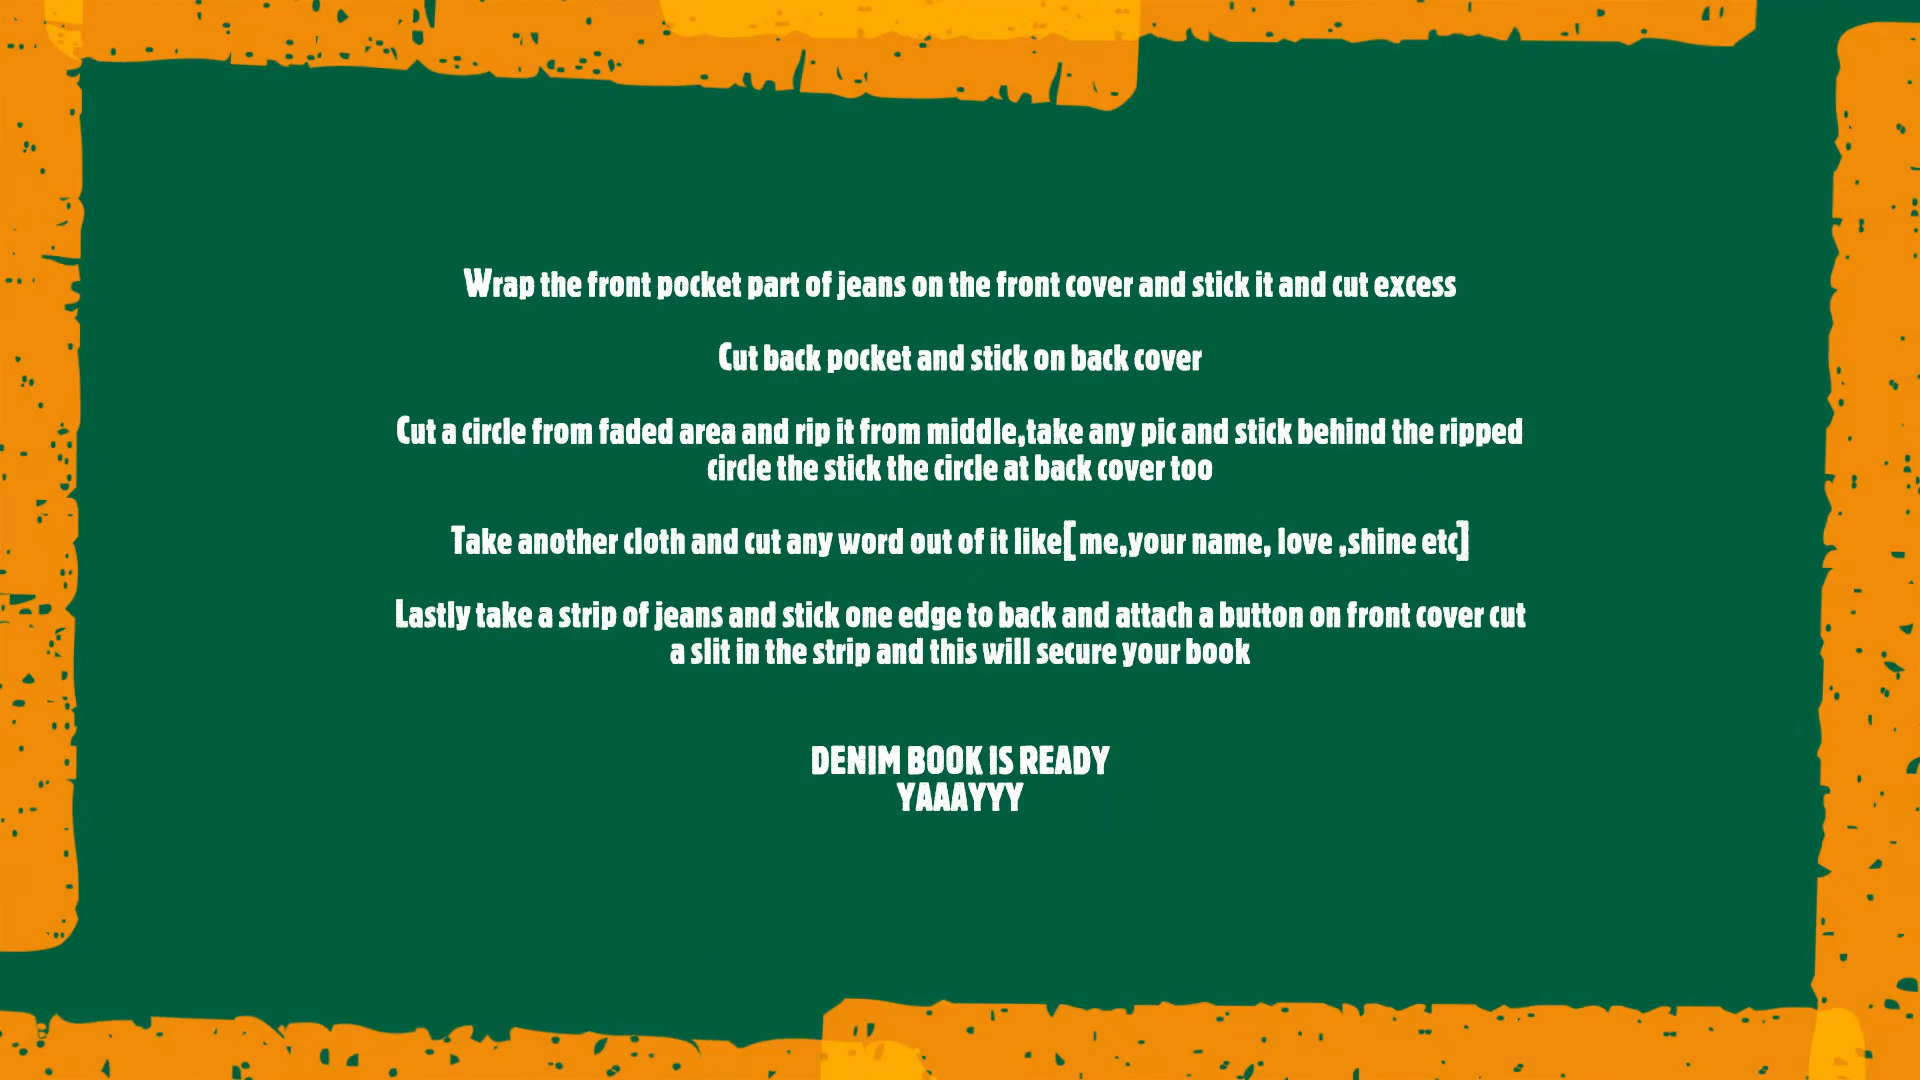 Wrap the front pocket part of jeans on the front cover and stick it and cut excess
Cut back pocket and stick on back cover
Cut a circle from faded area and rip it from middle,take any pic and stick behind the ripped
circle the stick the circle at back cover too
Take another cloth and cut any word out of it like[ me,your name, love ,shine etc]
Lastly take a strip of jeans and stick one edge to back and attach a button on front cover cut
a slit in the strip and this will secure your book
DENIM BOOK IS READY
YAAAYYY